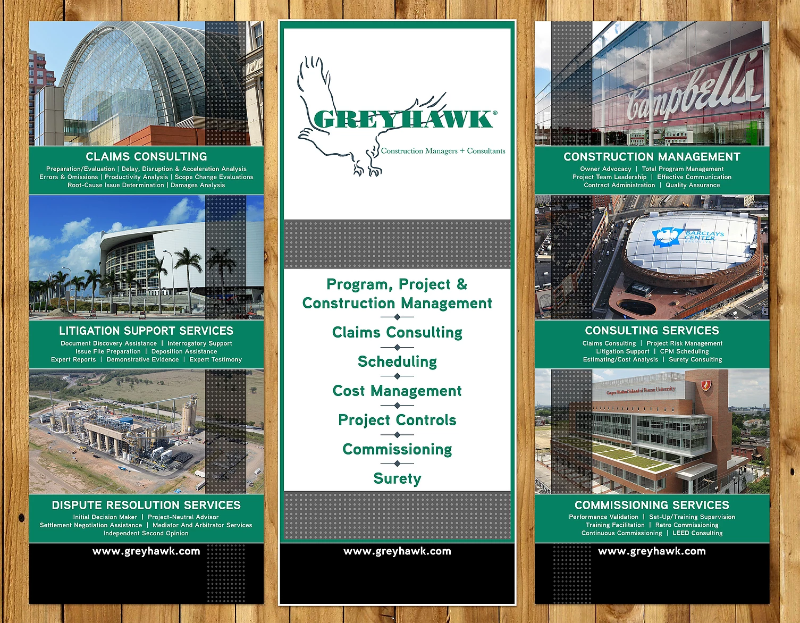 CLAIMS CONSULTING
Preparation/Evaluation | Delay, Disruption & Acceleration Analysis
Errors & Omissions | Productivity Analysis | Scope Change Evaluations
Root-Cause Issue Determination | Damages Analysis
LITIGATION SUPPORT SERVICES
Document Discovery Assistance | Interrogatory Support
Issue File Preparation | Deposition Assistance
Expert Reports | Demonstrative Evidence | Expert Testimony
DISPUTE RESOLUTION SERVICES
Initial Decision Maker | Project-Neutral Advisor
Settlement Negotiation Assistance | Mediator And Arbitrator Services
Independent Second Opinion
www.greyhawk.com
GREYHAWK®
Construction Managers + Consultants
Program, Project &
Construction Management
Claims Consulting
Scheduling
Cost Management
Project Controls
Commissioning
Surety
www.greyhawk.com
Campbell's
CONSTRUCTION MANAGEMENT
Owner Advocacy | Total Program Management
Project Team Leadership | Effective Communication
Contract Administration | Quality Assurance
BARCLAYS
CENTER
CONSULTING SERVICES
Claims Consulting | Project Risk Management
Litigation Support | CPM Scheduling
Estimating/Cost Analysis | Surety Consulting
COMMISSIONING SERVICES
Performance Validation | Set-Up/Training Supervision
Training Facilitation | Retro Commissioning
Continuous Commissioning | LEED Consulting
www.greyhawk.com